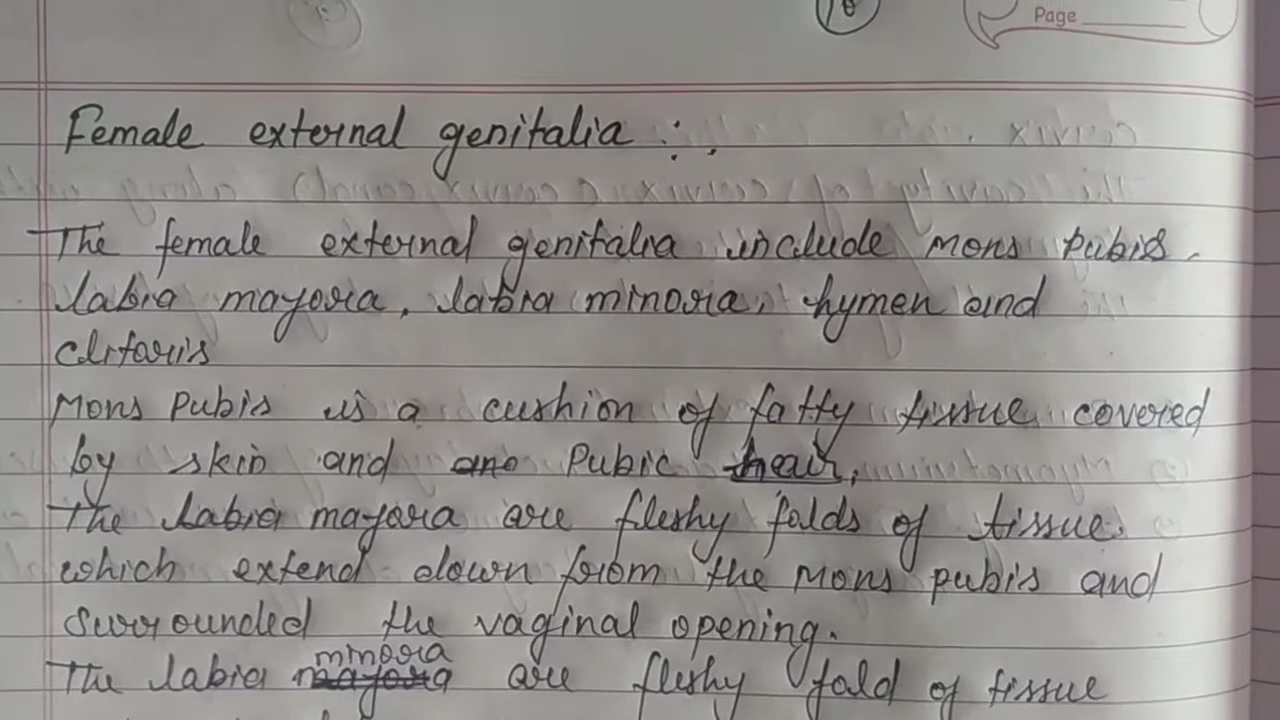 Page
Female external genitalia :.
The female external genitalia include Mons Pubis.
labia mayora, labia minora, hymen and
clitoris
Mons Pubis is a cushion of fatty tissue covered
by skin and Pubic hair,
The labia mayora are fleshy folds of tissue.
which extend down from the Mons pubis and
surrounded the vaginal opening.
The labia minora are fleshy fold of tissue